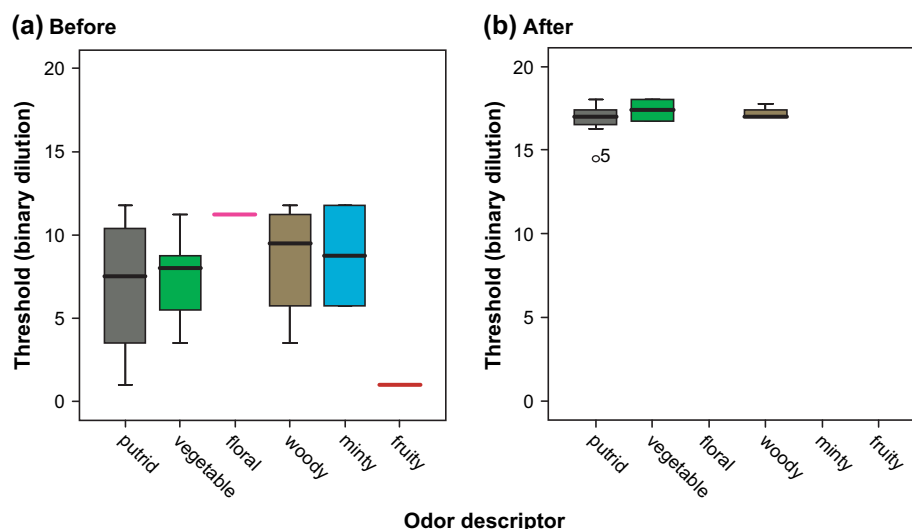 (a) Before
Threshold (binary dilution)
20
15
10
5
0
putrid
vegetable
floral
woody
minty
fruity
(b) After
Threshold (binary dilution)
20
15
10
5
0
5
putrid
vegetable
floral
woody
minty
fruity
Odor descriptor